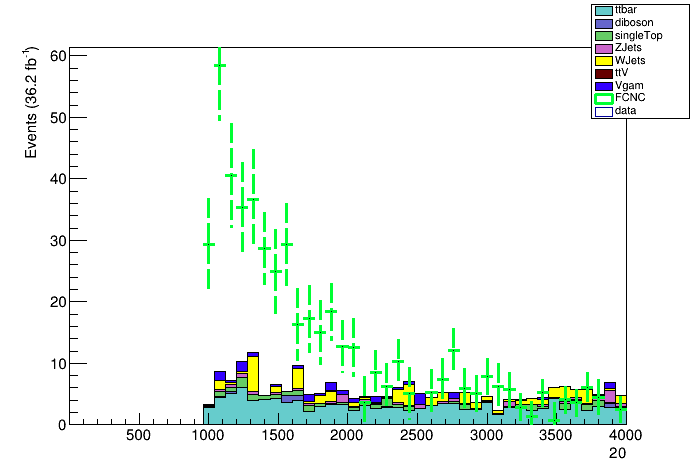 ttbar
diboson
singleTop
ZJets
WJets
ttV
Vgam
FCNC
data
Events (36.2 fb⁻¹)
60
50
40
30
20
10
0
500 1000 1500 2000 2500 3000 3500 4000
20